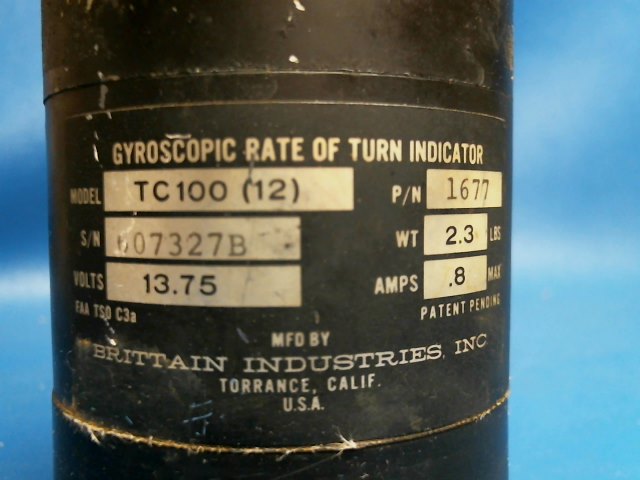 GYROSCOPIC RATE OF TURN INDICATOR
MODEL TC100 (12) P/N 1677
S/N 007327B WT 2.3 LBS
VOLTS 13.75 AMPS .8 MAX
FAA TSO C3a PATENT PENDING
MFD BY
BRITTAIN INDUSTRIES, INC
TORRANCE, CALIF.
U.S.A.